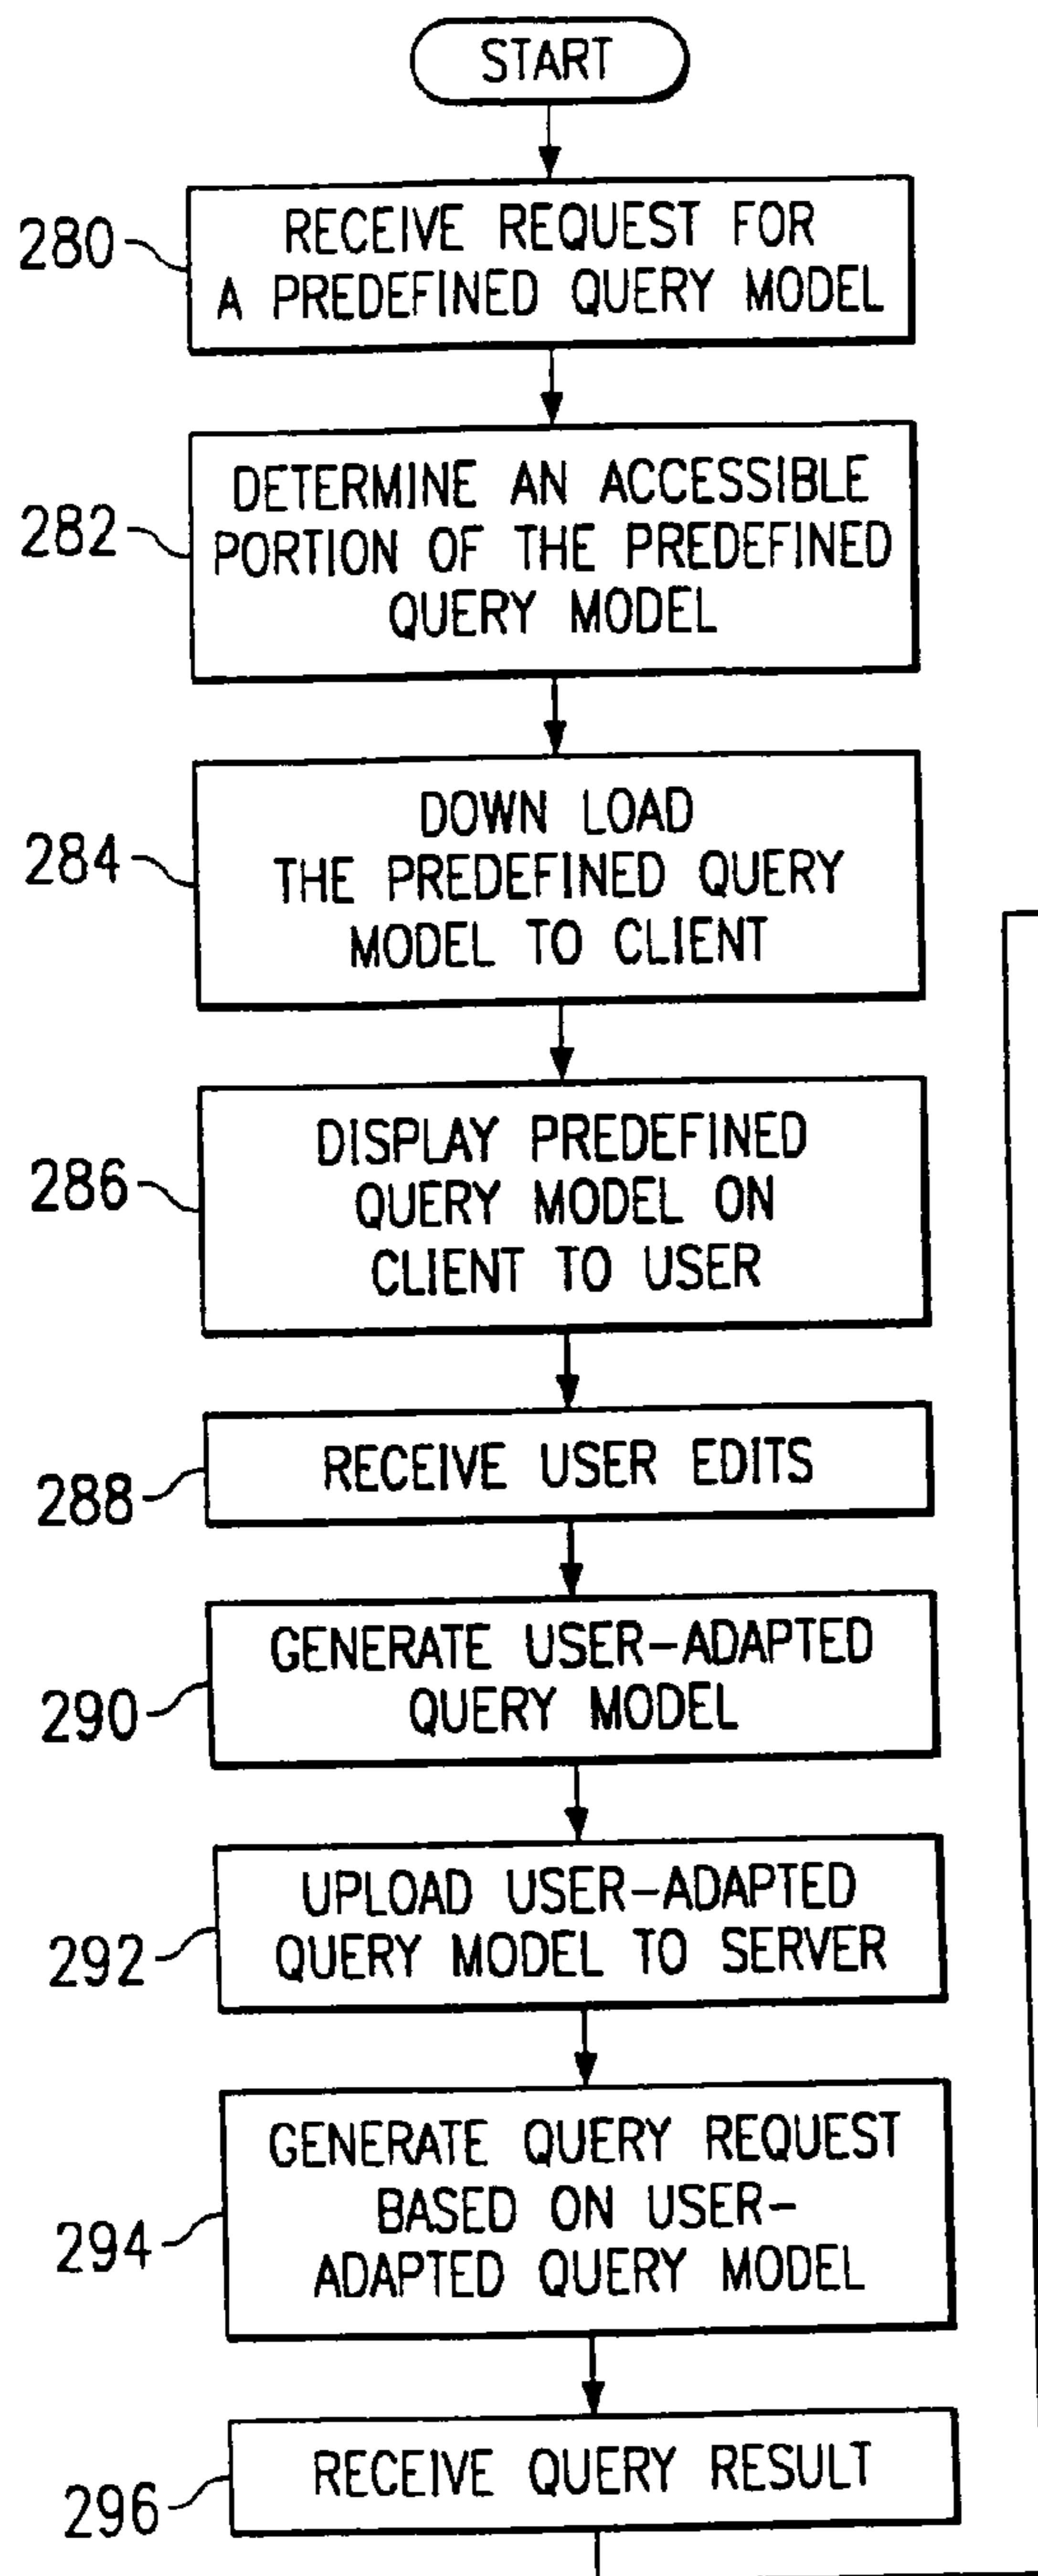 START
280
RECEIVE REQUEST FOR
A PREDEFINED QUERY MODEL
282
DETERMINE AN ACCESSIBLE
PORTION OF THE PREDEFINED
QUERY MODEL
284
DOWN LOAD
THE PREDEFINED QUERY
MODEL TO CLIENT
286
DISPLAY PREDEFINED
QUERY MODEL ON
CLIENT TO USER
288
RECEIVE USER EDITS
290
GENERATE USER-ADAPTED
QUERY MODEL
292
UPLOAD USER-ADAPTED
QUERY MODEL TO SERVER
294
GENERATE QUERY REQUEST
BASED ON USER-
ADAPTED QUERY MODEL
296
RECEIVE QUERY RESULT